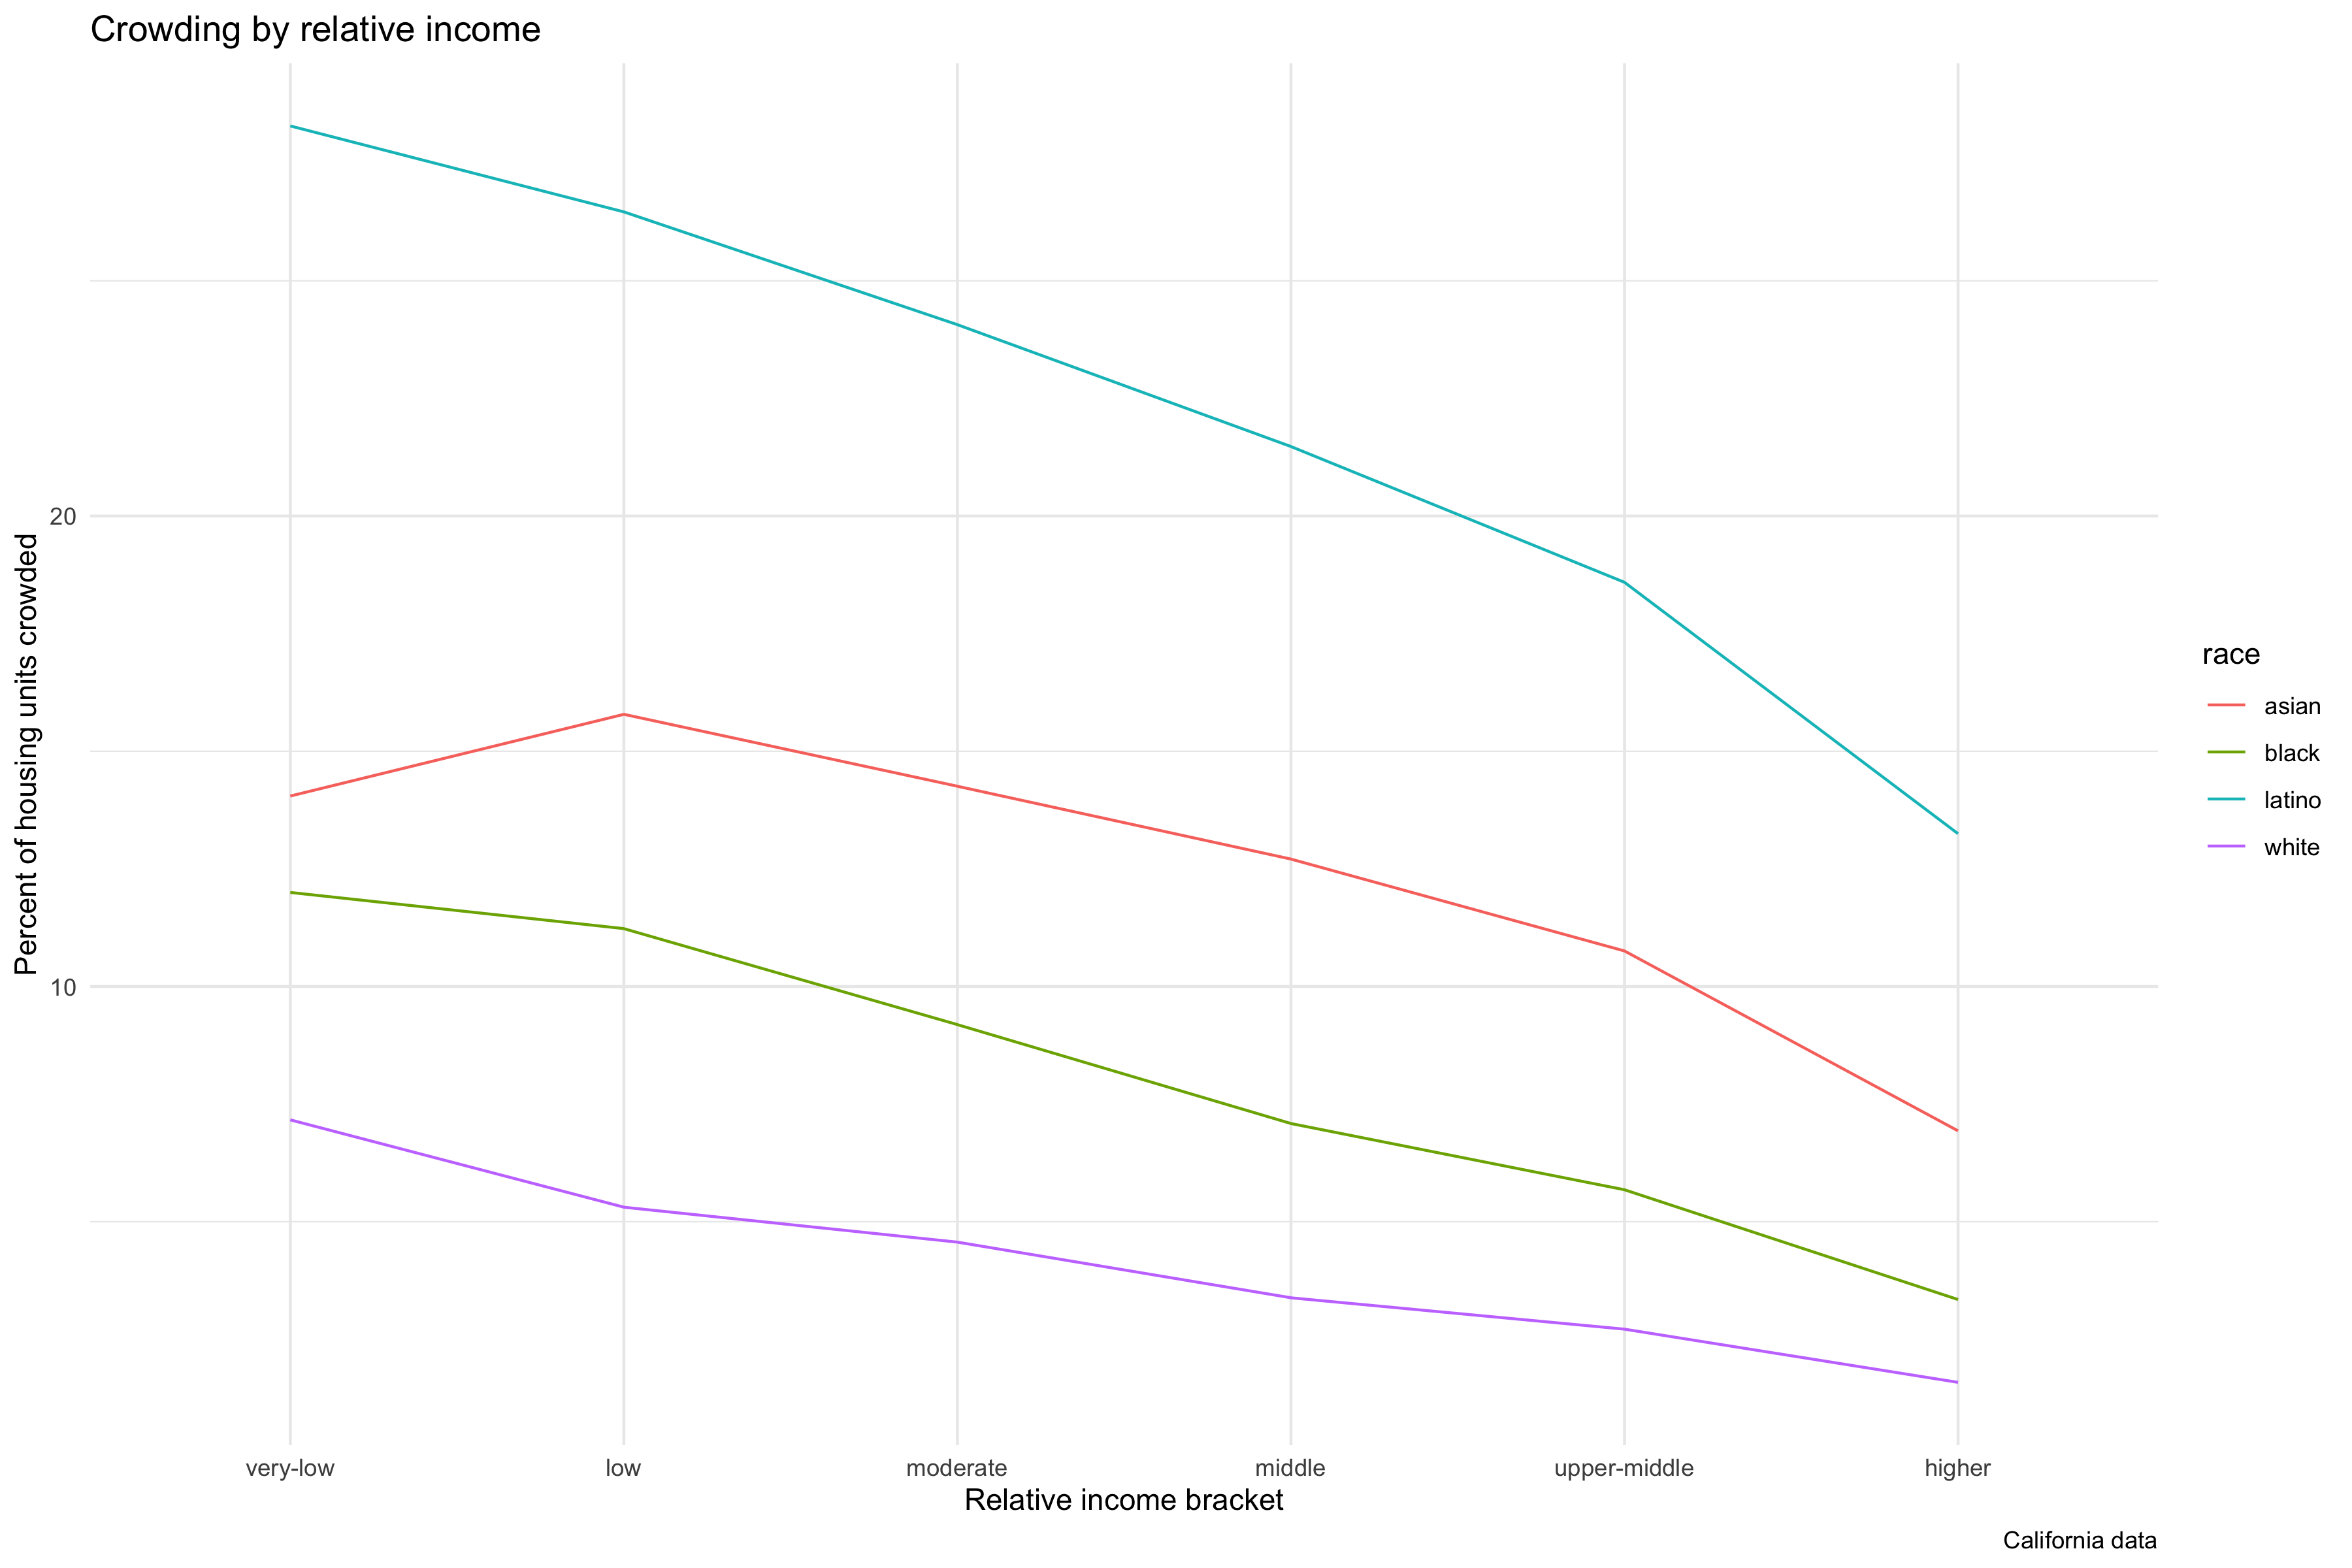 Crowding by relative income
Percent of housing units crowded
20
10
very-low
low
moderate
middle
upper-middle
higher
Relative income bracket
race
asian
black
latino
white
California data